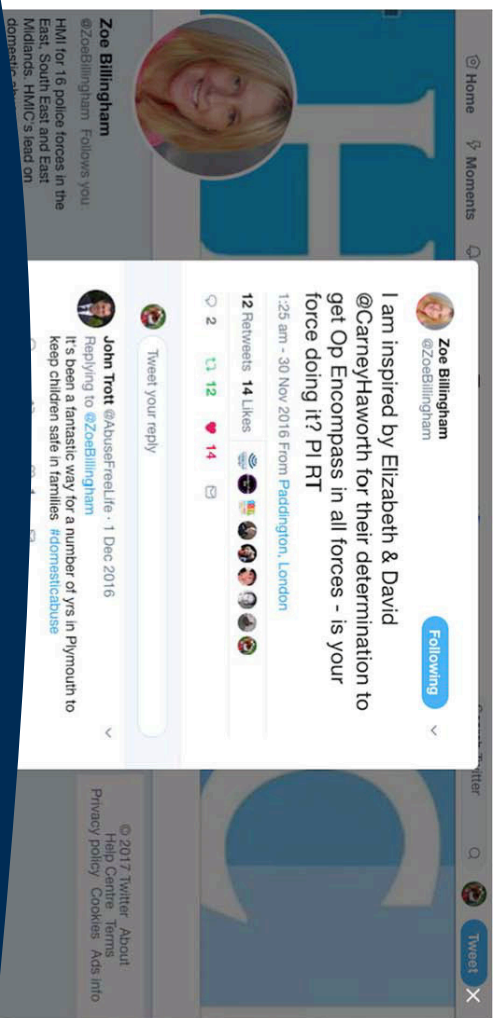 Home Moments
Tweet
Zoe Billingham
@ZoeBillingham Follows you
HMI for 16 police forces in the
East, South East and East
Midlands. HMIC's lead on
Zoe Billingham
@ZoeBillingham
Following
I am inspired by Elizabeth & David
@CarneyHaworth for their determination to
get Op Encompass in all forces - is your
force doing it? Pl RT
1:25 am - 30 Nov 2016 From Paddington, London
12 Retweets 14 Likes
2 12 14
Tweet your reply
John Trott @AbuseFreeLife · 1 Dec 2016
Replying to @ZoeBillingham
It's been a fantastic way for a number of yrs in Plymouth to
keep children safe in families #domesticabuse
© 2017 Twitter About
Help Centre Terms
Privacy policy Cookies Ads info